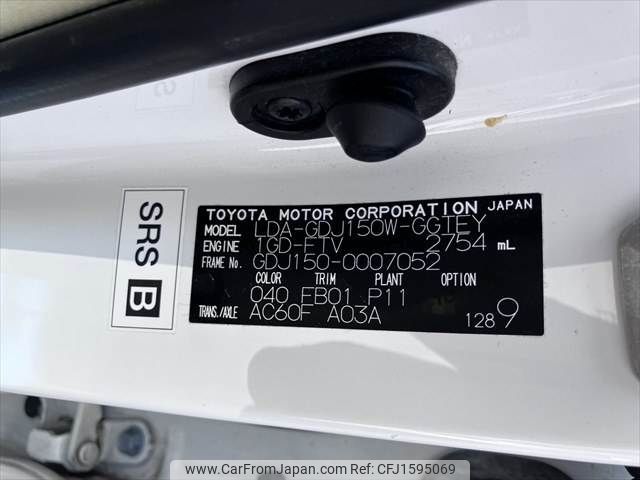 TOYOTA MOTOR CORPORATION JAPAN
MODEL LDA-GDJ150W-GGTEY
ENGINE 1GD-FTV 2754 mL
FRAME No. GDJ150-0007052
COLOR TRIM PLANT OPTION
040 FB01 P11
TRANS./AXLE AC60F A03A
1289
SRS B
www.CarFromJapan.com | CFJ1595069